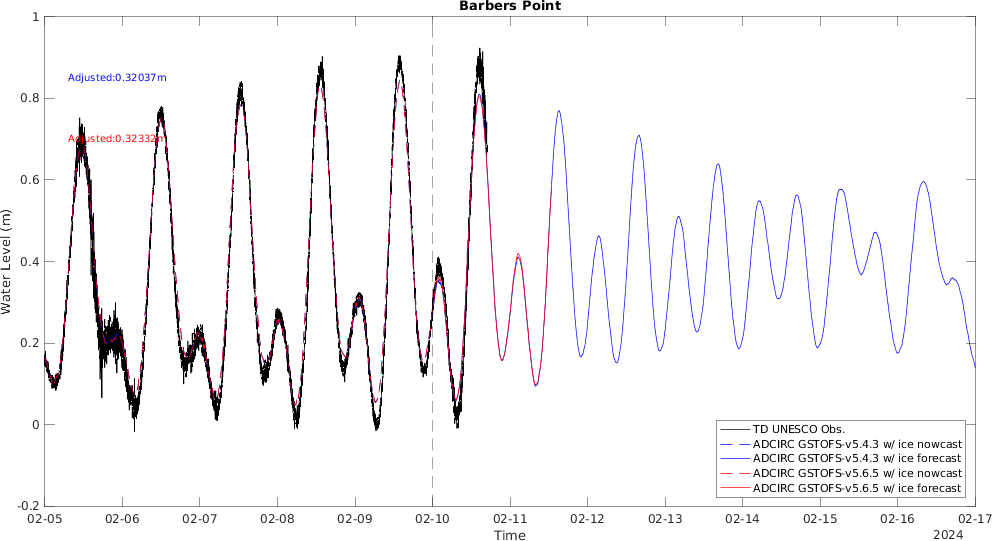 Barbers Point
1
0.8
0.6
0.4
0.2
0
-0.2
Water Level (m)
Adjusted:0.32037m
Adjusted:0.32332m
TD UNESCO Obs.
ADCIRC GSTOFS-v5.4.3 w/ ice nowcast
ADCIRC GSTOFS-v5.4.3 w/ ice forecast
ADCIRC GSTOFS-v5.6.5 w/ ice nowcast
ADCIRC GSTOFS-v5.6.5 w/ ice forecast
02-05 02-06 02-07 02-08 02-09 02-10 02-11 02-12 02-13 02-14 02-15 02-16 02-17
Time
2024